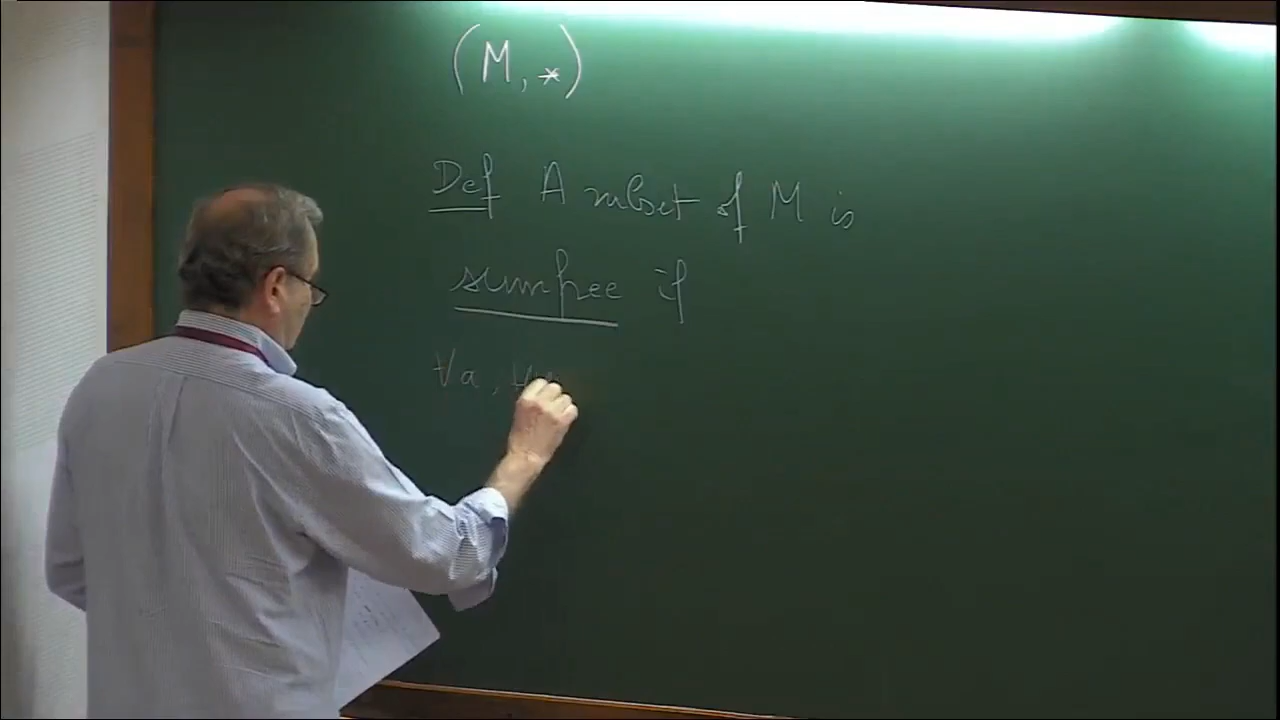 (M, *)
Def A subset of M is
sumfree if
∀a,